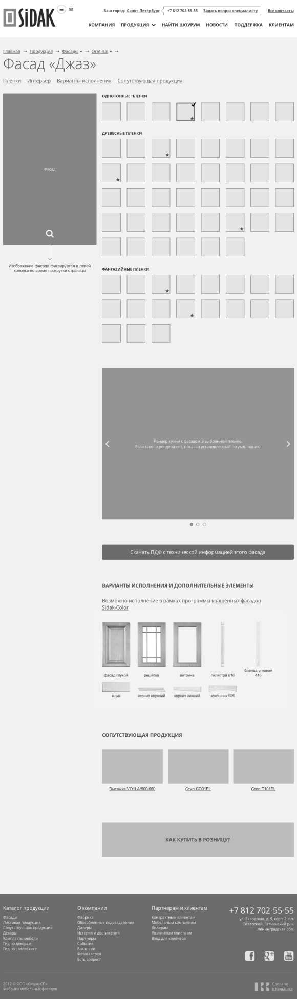 SiDAK
Ваш город: Санкт-Петербург
+7 812 702-55-55 Задать вопрос специалисту
Все контакты
КОМПАНИЯ ПРОДУКЦИЯ НАЙТИ ШОУРУМ НОВОСТИ ПОДДЕРЖКА КЛИЕНТАМ
Главная → Продукция → Фасады → Original →
Фасад «Джаз»
Пленки Интерьер Варианты исполнения Сопутствующая продукция
Фасад
Изображение фасада фиксируется в левой
колонке во время прокрутки страницы
ОДНОТОННЫЕ ПЛЕНКИ
ДРЕВЕСНЫЕ ПЛЕНКИ
ФАНТАЗИЙНЫЕ ПЛЕНКИ
Рендер кухни с фасадом в выбранной пленке.
Если такого рендера нет, показан установленный по умолчанию
Скачать ПДФ с технической информацией этого фасада
ВАРИАНТЫ ИСПОЛНЕНИЯ И ДОПОЛНИТЕЛЬНЫЕ ЭЛЕМЕНТЫ
Возможно исполнение в рамках программы крашенных фасадов
Sidak-Color
фасад глухой
решётка
витрина
пилястра 616
бленда угловая
416
ящик
карниз верхний
карниз нижний
кокошник 526
СОПУТСТВУЮЩАЯ ПРОДУКЦИЯ
Вытяжка VO1LA/900/650
Стул CO01EL
Стол T101EL
КАК КУПИТЬ В РОЗНИЦУ?
Каталог продукции
Фасады
Листовая продукция
Сопутствующая продукция
Декоры
Комплекты мебели
Гид по декорам
Гид по стилистике
О компании
Фабрика
Обособленные подразделения
Дилеры
История и достижения
Партнеры
События
Вакансии
Фотогалерея
Есть вопрос?
Партнерам и клиентам
Контрактным клиентам
Мебельным компаниям
Дилерам
Розничным клиентам
Вход для клиентов
+7 812 702-55-55
ул. Заводская, д. 9, корп. 2, г.п.
Сиверский, Гатчинский р-н,
Ленинградская обл.
You
Tube
2012 © ООО «Сидак-СП»
Фабрика мебельных фасадов
Сделано
в Кельнике